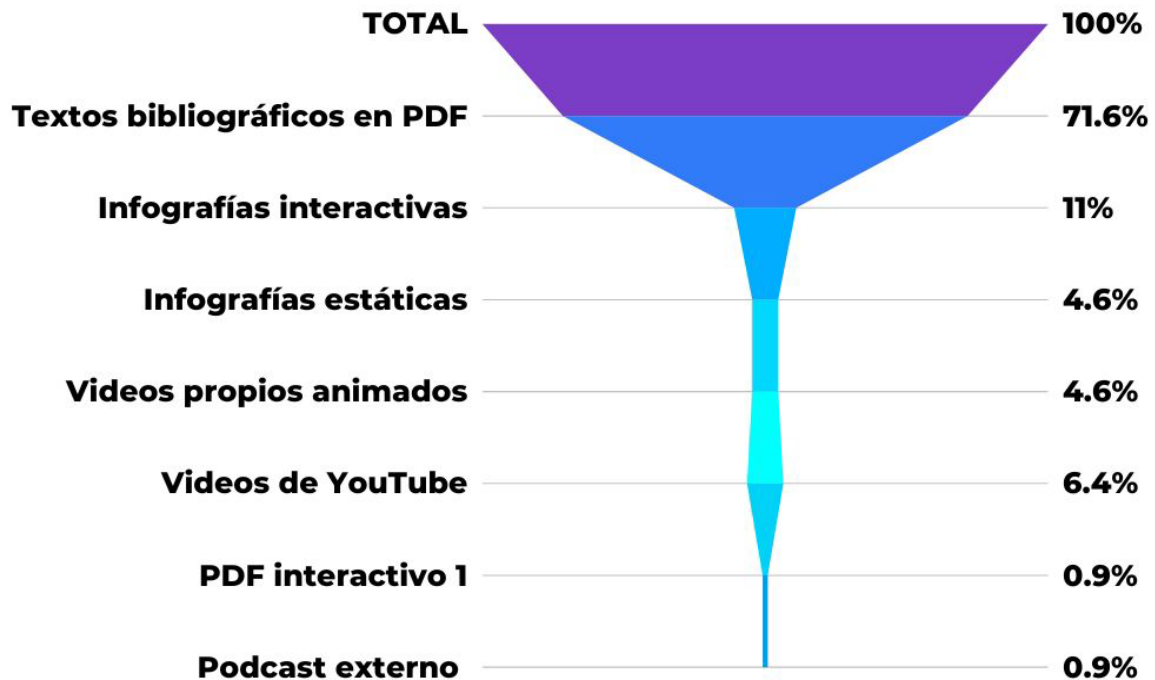 TOTAL 100%
Textos bibliográficos en PDF 71.6%
Infografías interactivas 11%
Infografías estáticas 4.6%
Videos propios animados 4.6%
Videos de YouTube 6.4%
PDF interactivo 1 0.9%
Podcast externo 0.9%